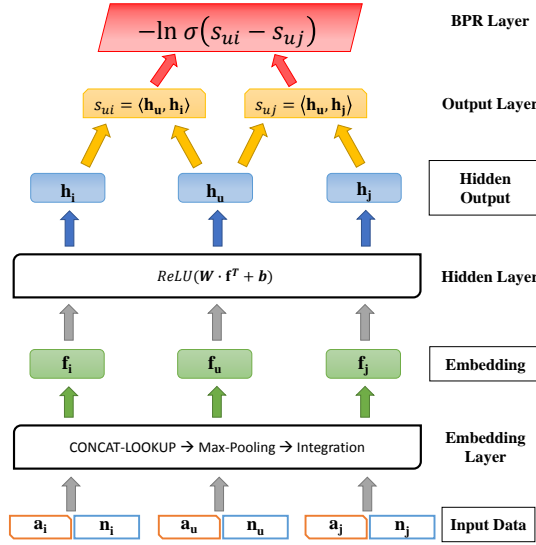 −ln σ(s_ui − s_uj)
BPR Layer
s_ui = ⟨h_u, h_i⟩
s_uj = ⟨h_u, h_j⟩
Output Layer
h_i
h_u
h_j
Hidden
Output
ReLU(W · f^T + b)
Hidden Layer
f_i
f_u
f_j
Embedding
CONCAT-LOOKUP → Max-Pooling → Integration
Embedding
Layer
a_i
n_i
a_u
n_u
a_j
n_j
Input Data